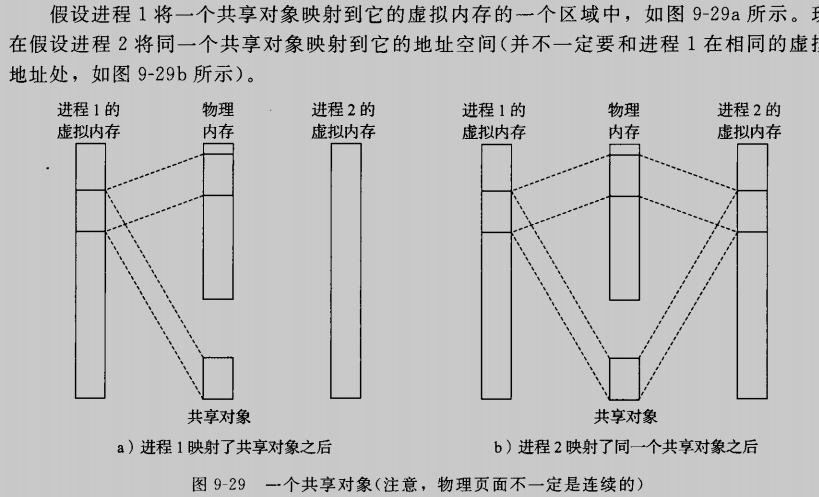 假设进程 1 将一个共享对象映射到它的虚拟内存的一个区域中，如图 9-29a 所示。现
在假设进程 2 将同一个共享对象映射到它的地址空间(并不一定要和进程 1 在相同的虚拟
地址处，如图 9-29b 所示)。
进程 1 的
虚拟内存
物理
内存
进程 2 的
虚拟内存
进程 1 的
虚拟内存
物理
内存
进程 2 的
虚拟内存
共享对象
共享对象
a）进程 1 映射了共享对象之后
b）进程 2 映射了同一个共享对象之后
图 9-29 一个共享对象(注意，物理页面不一定是连续的)